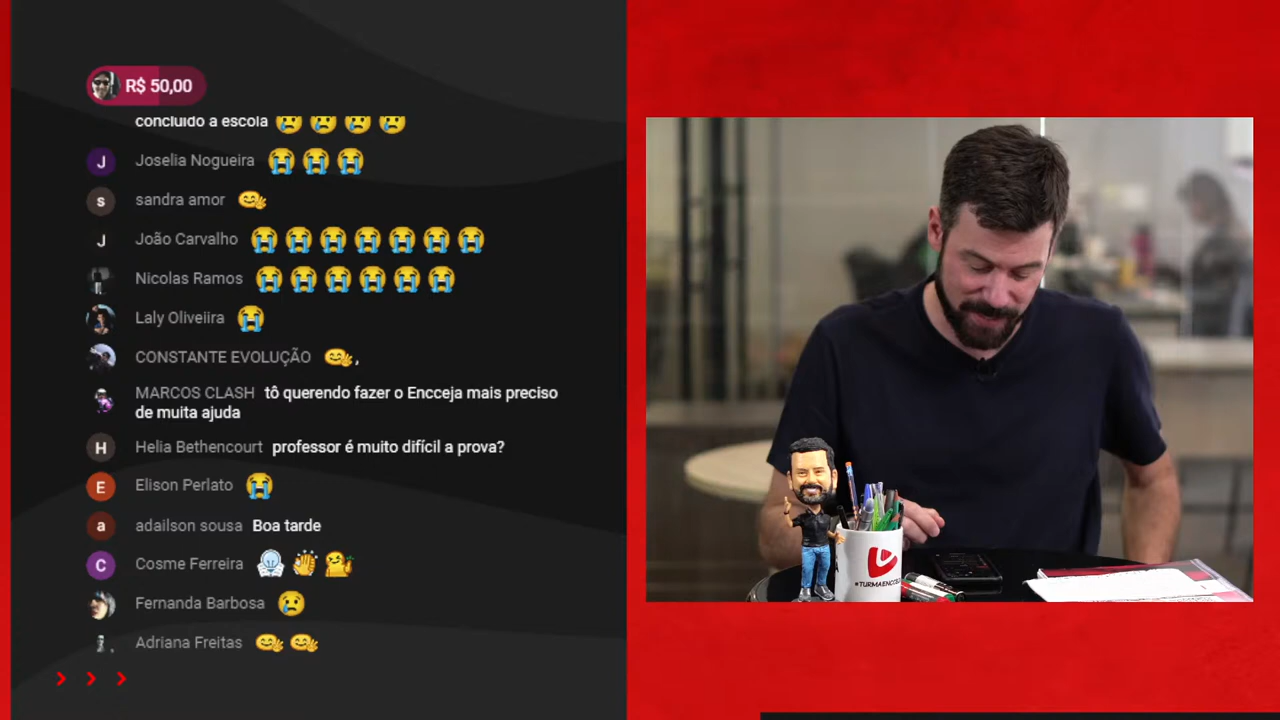 R$ 50,00
concluído a escola 😢 😢 😢 😢
J Joselia Nogueira 😭 😭 😭
s sandra amor
J João Carvalho 😭 😭 😭 😭 😭 😭 😭
Nicolas Ramos 😭 😭 😭 😭 😭 😭
Laly Oliveiira 😭
CONSTANTE EVOLUÇÃO ,
MARCOS CLASH tô querendo fazer o Encceja mais preciso
de muita ajuda
H Helia Bethencourt professor é muito difícil a prova?
E Elison Perlato 😭
a adailson sousa Boa tarde
C Cosme Ferreira
Fernanda Barbosa 😢
Adriana Freitas